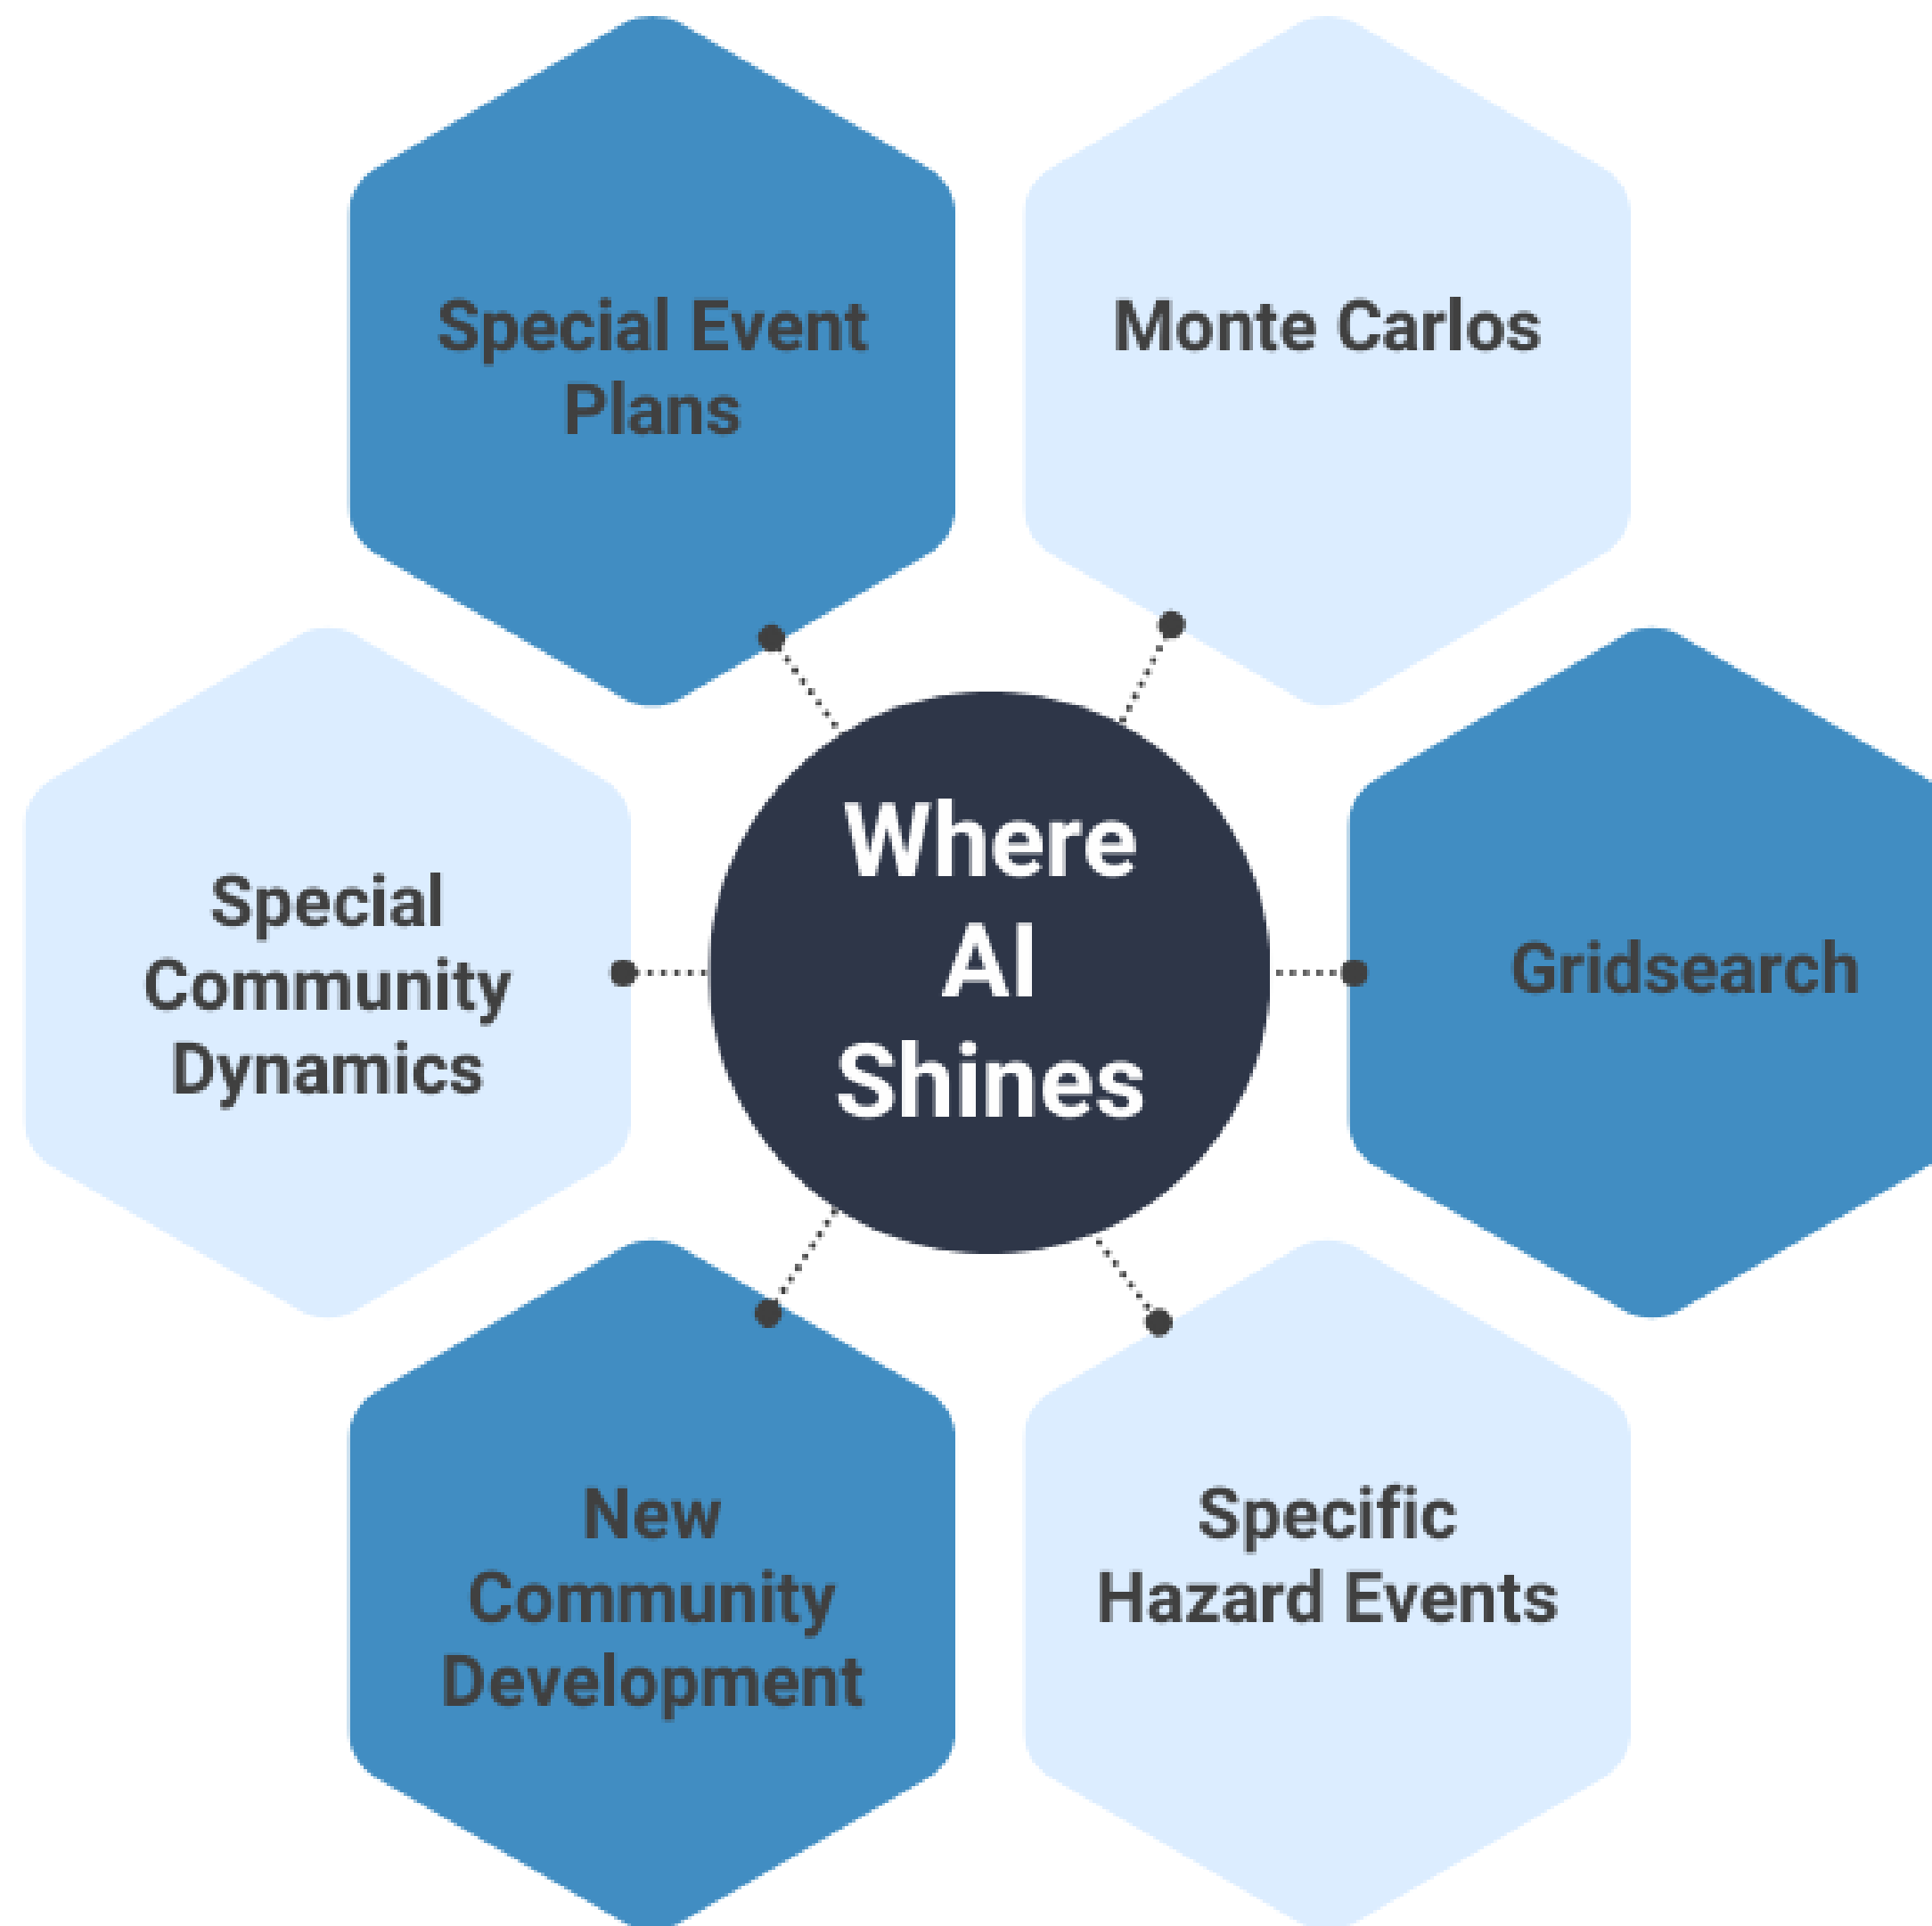 Special Event
Plans
Monte Carlos
Special
Community
Dynamics
Where
AI
Shines
Gridsearch
New
Community
Development
Specific
Hazard Events